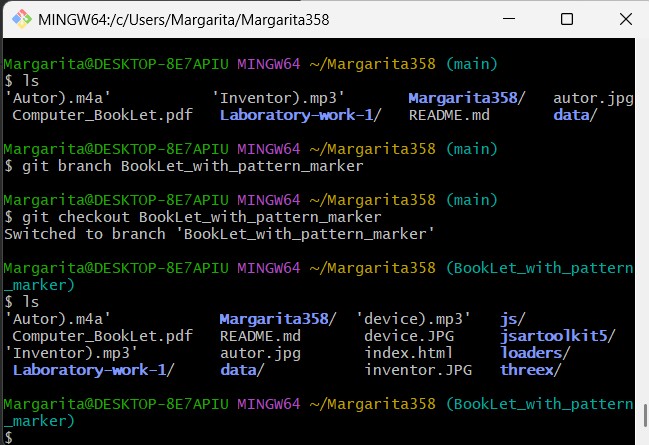 MINGW64:/c/Users/Margarita/Margarita358
Margarita@DESKTOP-8E7APIU MINGW64 ~/Margarita358 (main)
$ ls
'Autor).m4a' 'Inventor).mp3' Margarita358/ autor.jpg
Computer_BookLet.pdf Laboratory-work-1/ README.md data/
Margarita@DESKTOP-8E7APIU MINGW64 ~/Margarita358 (main)
$ git branch BookLet_with_pattern_marker
Margarita@DESKTOP-8E7APIU MINGW64 ~/Margarita358 (main)
$ git checkout BookLet_with_pattern_marker
Switched to branch 'BookLet_with_pattern_marker'
Margarita@DESKTOP-8E7APIU MINGW64 ~/Margarita358 (BookLet_with_pattern
_marker)
$ ls
'Autor).m4a' Margarita358/ 'device).mp3' js/
Computer_BookLet.pdf README.md device.JPG jsartoolkit5/
'Inventor).mp3' autor.jpg index.html loaders/
Laboratory-work-1/ data/ inventor.JPG threex/
Margarita@DESKTOP-8E7APIU MINGW64 ~/Margarita358 (BookLet_with_pattern
_marker)
$